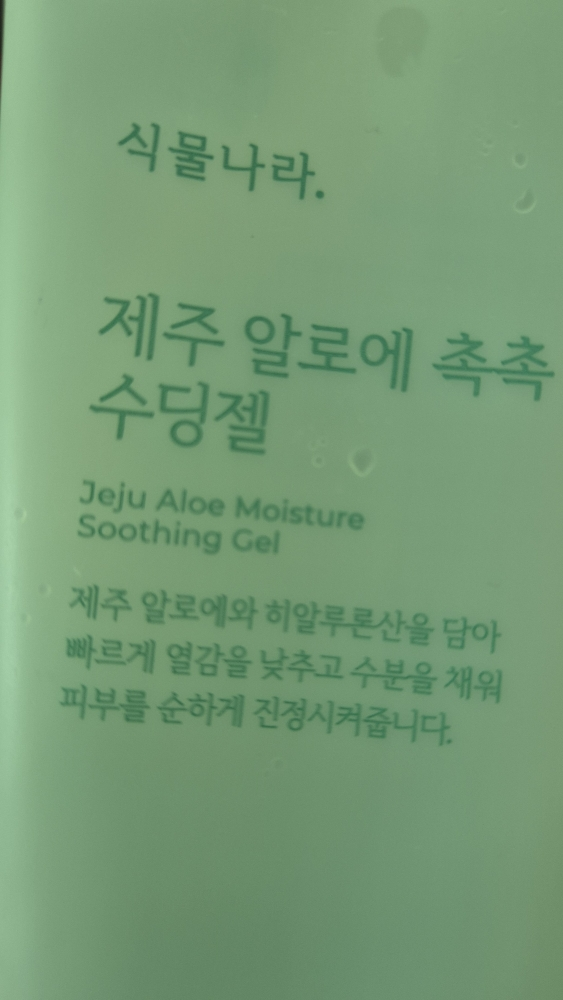 식물나라.
제주 알로에 촉촉
수딩젤
Jeju Aloe Moisture
Soothing Gel
제주 알로에와 히알루론산을 담아
빠르게 열감을 낮추고 수분을 채워
피부를 순하게 진정시켜줍니다.